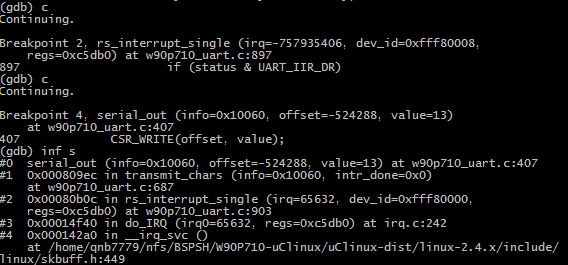 (gdb) c
Continuing.

Breakpoint 2, rs_interrupt_single (irq=-757935406, dev_id=0xfff80008,
    regs=0xc5db0) at w90p710_uart.c:897
897             if (status & UART_IIR_DR)
(gdb) c
Continuing.

Breakpoint 4, serial_out (info=0x10060, offset=-524288, value=13)
    at w90p710_uart.c:407
407         CSR_WRITE(offset, value);
(gdb) inf s
#0  serial_out (info=0x10060, offset=-524288, value=13) at w90p710_uart.c:407
#1  0x000809ec in transmit_chars (info=0x10060, intr_done=0x0)
    at w90p710_uart.c:687
#2  0x00080b0c in rs_interrupt_single (irq=65632, dev_id=0xfff80000,
    regs=0xc5db0) at w90p710_uart.c:903
#3  0x00014f40 in do_IRQ (irq0=65632, regs=0xc5db0) at irq.c:242
#4  0x000142a0 in __irq_svc ()
    at /home/qnb7779/nfs/BSPSH/W90P710-uClinux/uClinux-dist/linux-2.4.x/include/
linux/skbuff.h:449